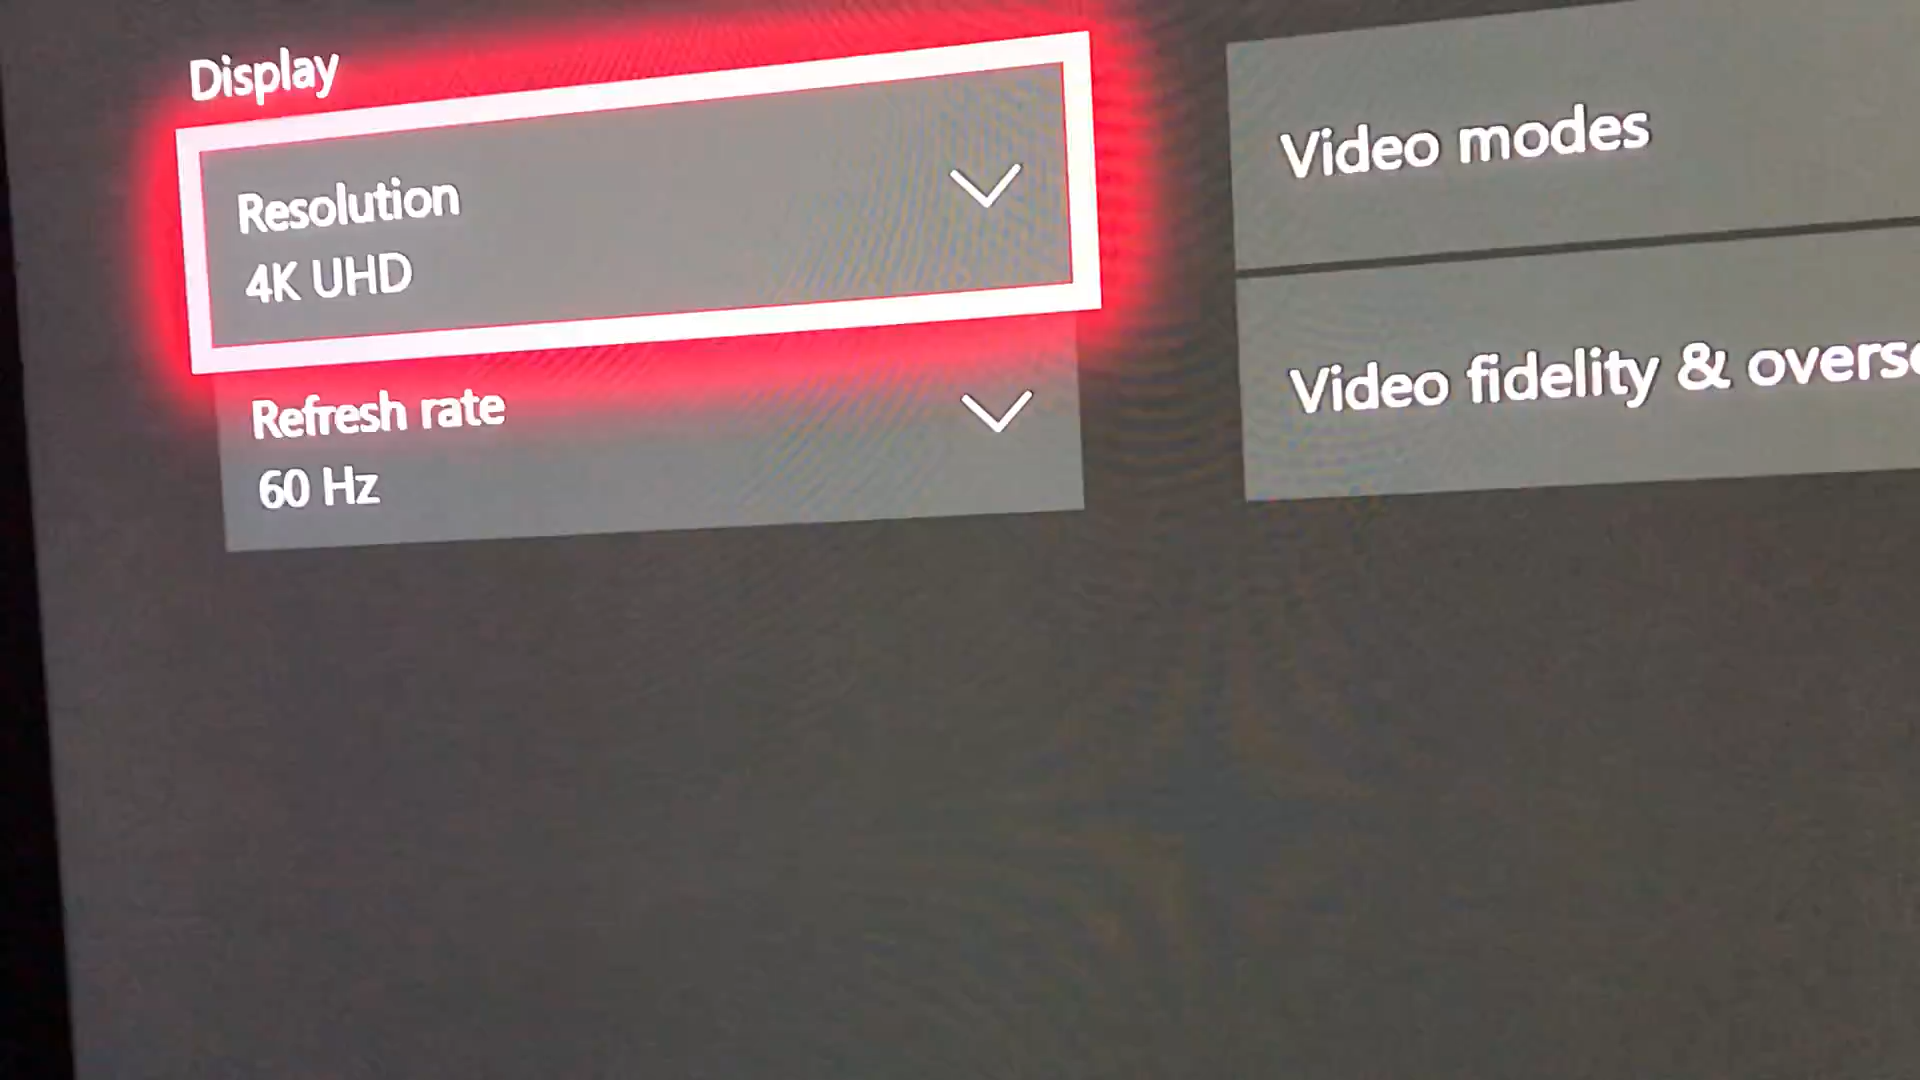 Display
Resolution
4K UHD
Refresh rate
60 Hz
Video modes
Video fidelity &